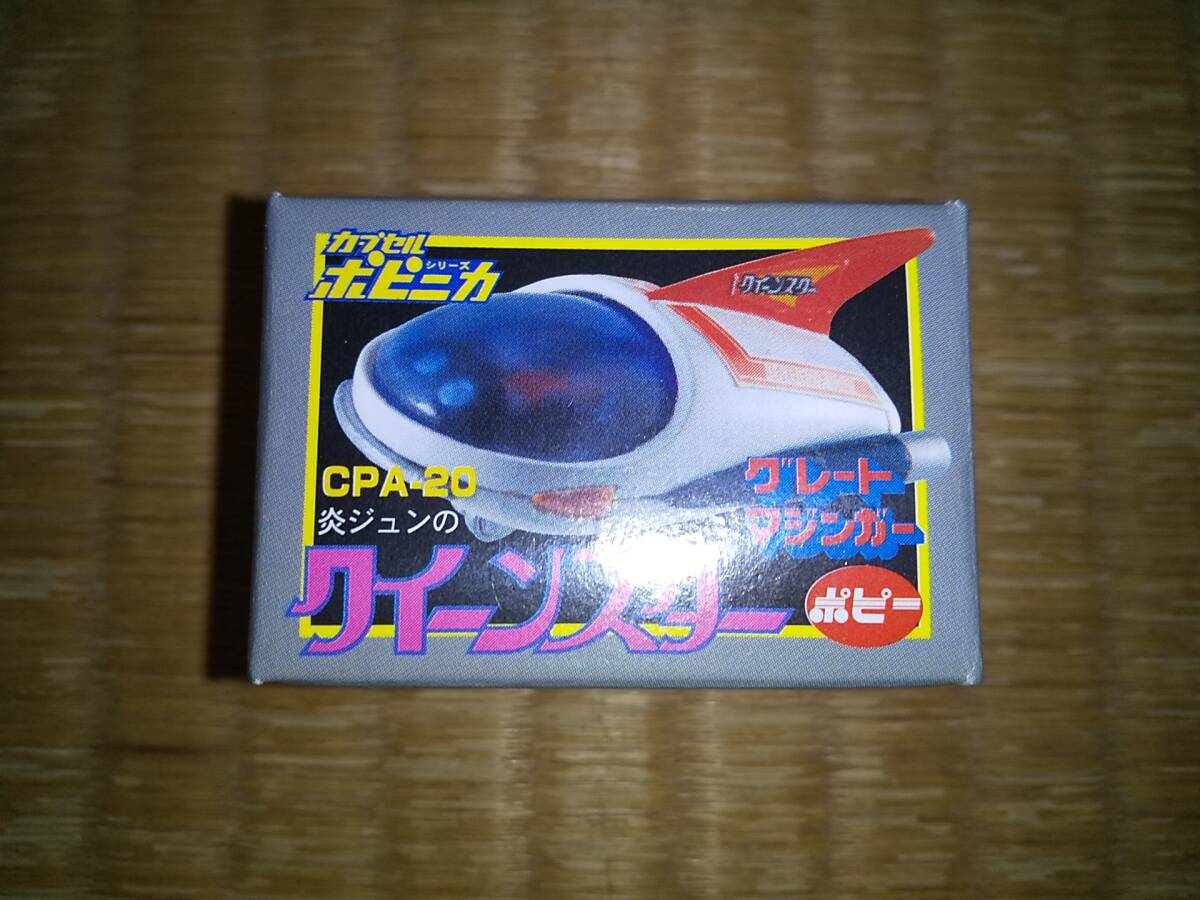 カプセル
ポピニカ
シリーズ
クイーンスター
CPA-20
炎ジュンの
クイーンスター
グレート
マジンガー
ポピー